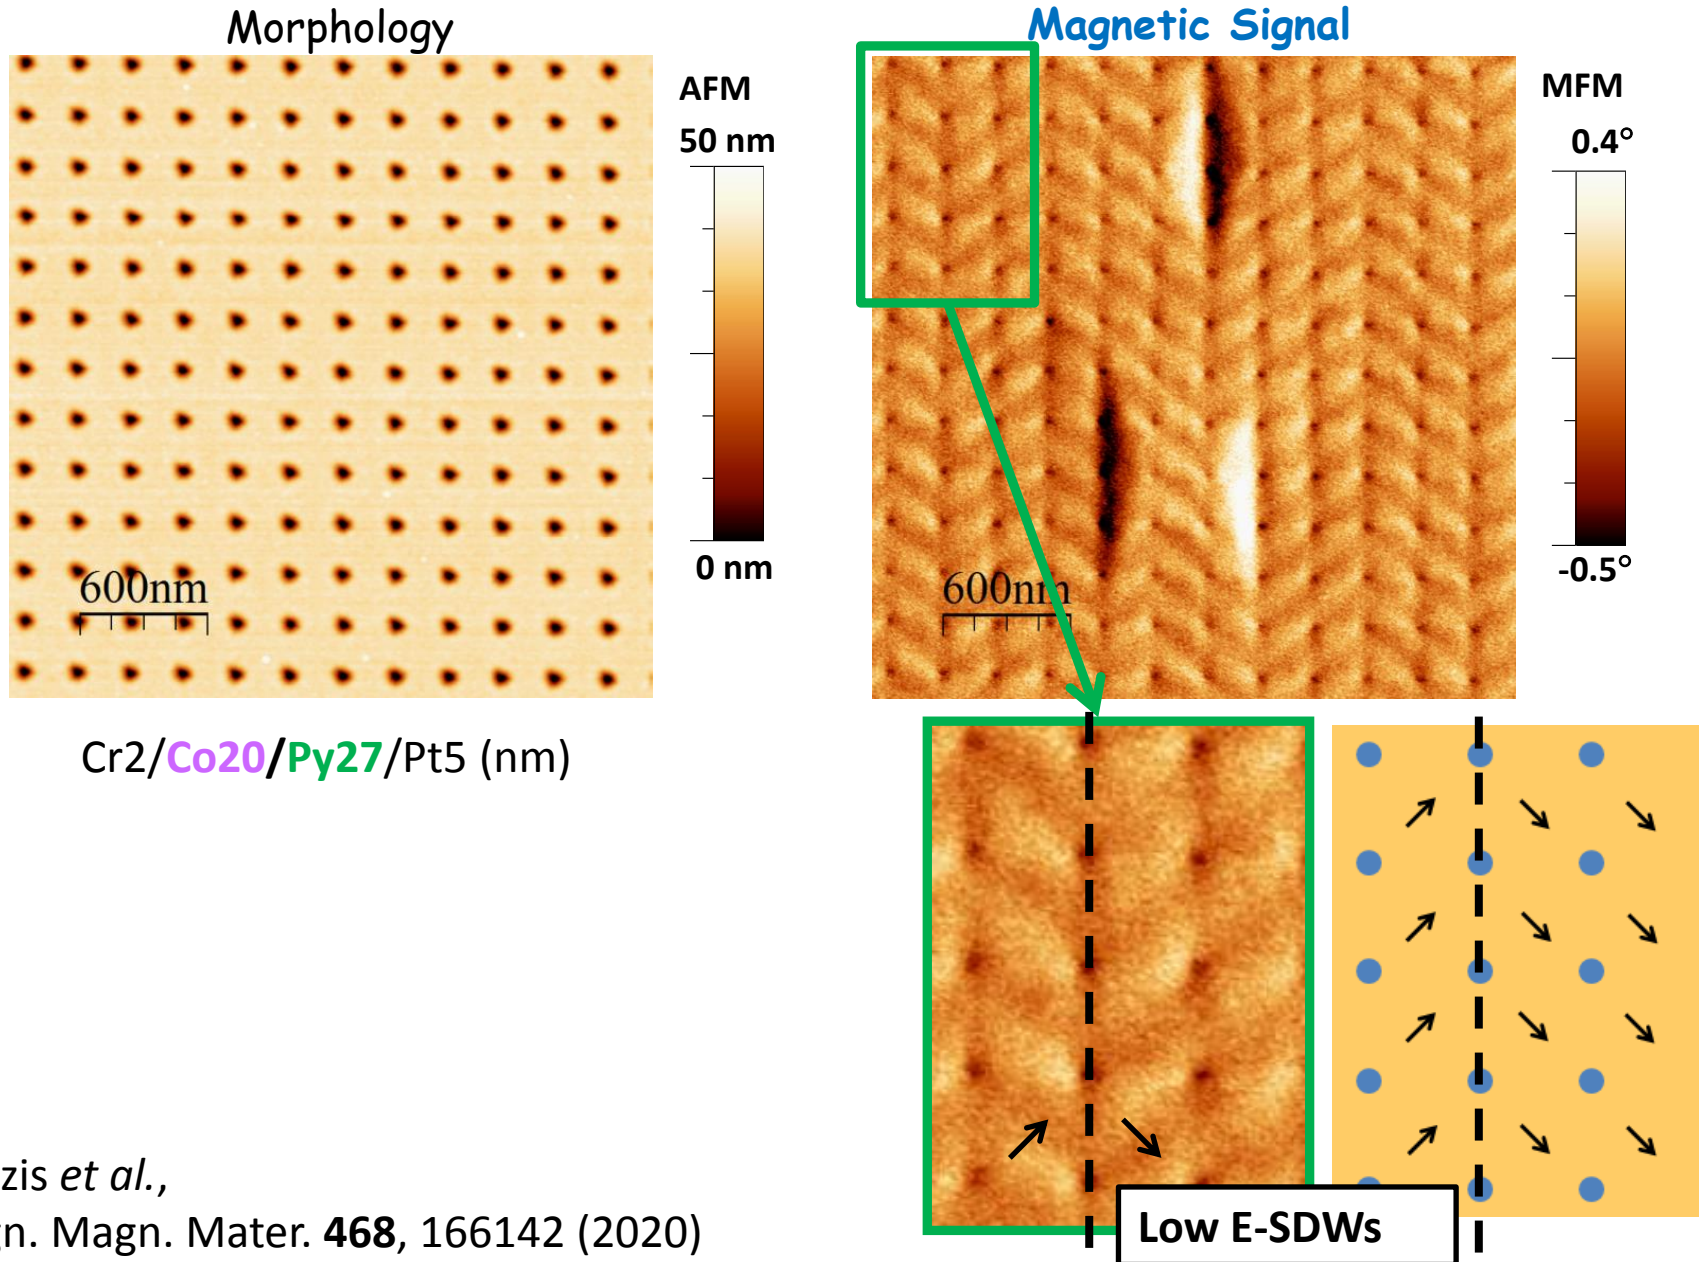 Morphology
Magnetic Signal
AFM
50 nm
0 nm
600nm
MFM
0.4°
-0.5°
600nm
Cr2/Co20/Py27/Pt5 (nm)
Low E-SDWs
zis et al.,
gn. Magn. Mater. 468, 166142 (2020)